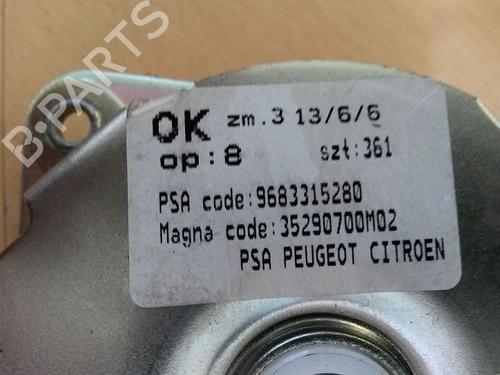 B-PARTS
OK zm.3 13/6/6
op:8 szt:361
PSA code:9683315280
Magna code:35290700M02
PSA PEUGEOT CITROEN